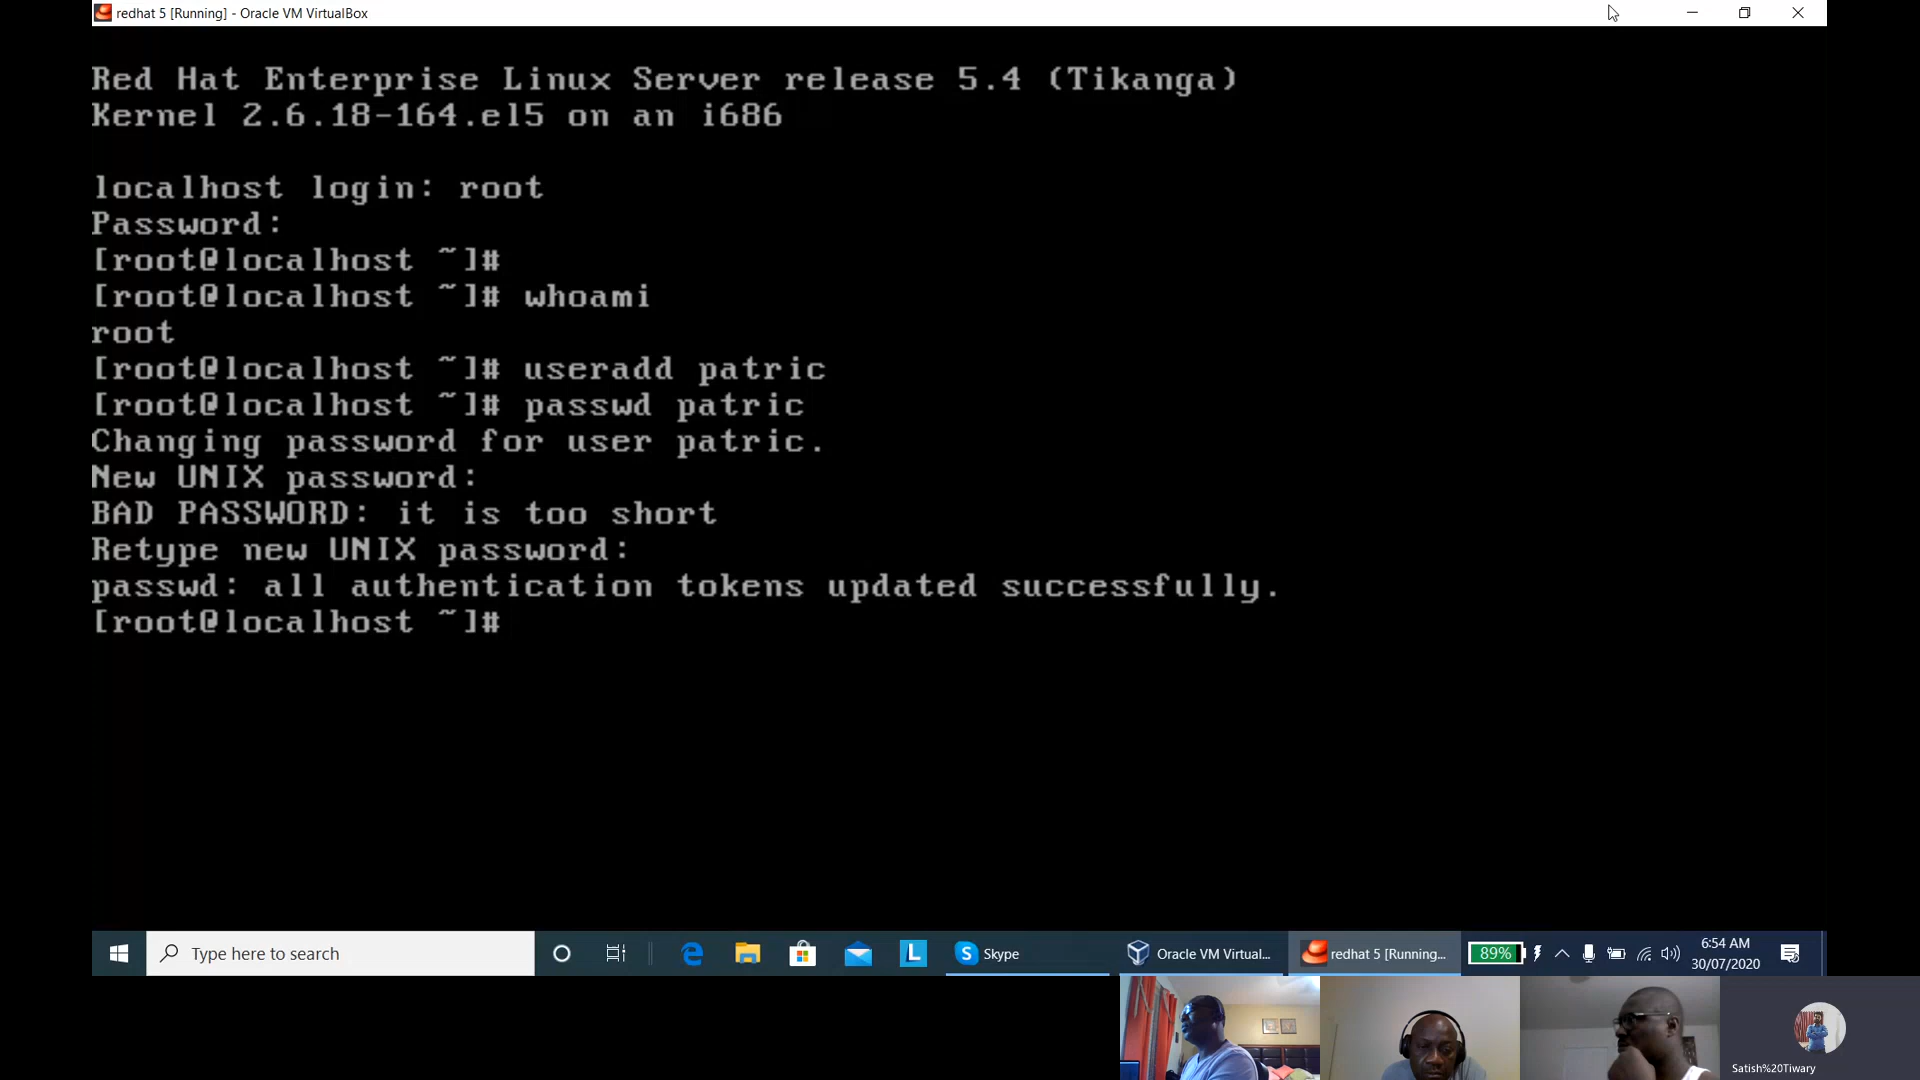 redhat 5 [Running] - Oracle VM VirtualBox
Red Hat Enterprise Linux Server release 5.4 (Tikanga)
Kernel 2.6.18-164.el5 on an i686
localhost login: root
Password:
[root@localhost ~]#
[root@localhost ~]# whoami
root
[root@localhost ~]# useradd patric
[root@localhost ~]# passwd patric
Changing password for user patric.
New UNIX password:
BAD PASSWORD: it is too short
Retype new UNIX password:
passwd: all authentication tokens updated successfully.
[root@localhost ~]#
Type here to search
L
S Skype
Oracle VM Virtual...
redhat 5 [Running...
89%
6:54 AM
30/07/2020
Satish%20Tiwary